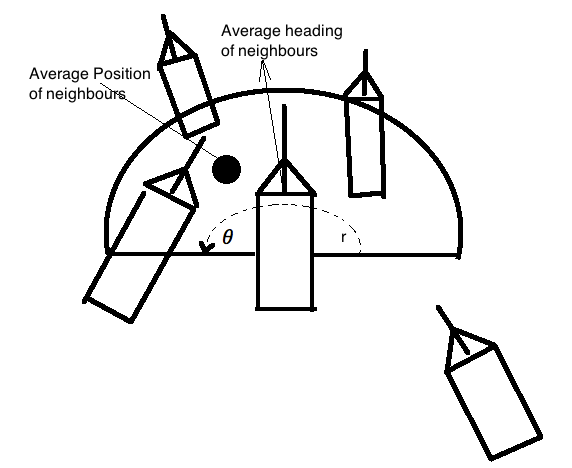 Average heading
of neighbours
Average Position
of neighbours
θ
r